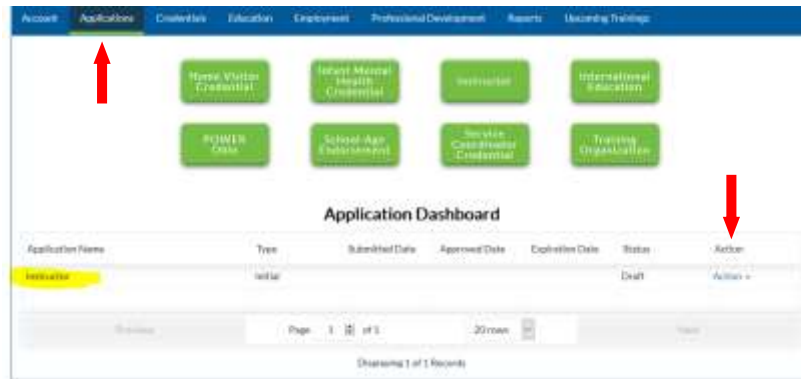 Account Applications Credentials Education Employment Professional Development Reports Upcoming Trainings
Home Visitor Credential
Infant Mental Health Credential
Instructor
International Education
POWER Ohio
School-Age Endorsement
Service Coordinator Credential
Training Organization
Application Dashboard
Application Name Type Submitted Date Approved Date Expiration Date Status Action
Instructor Initial Draft Action
Previous Page 1 of 1 20 rows Next
Displaying 1 of 1 Records